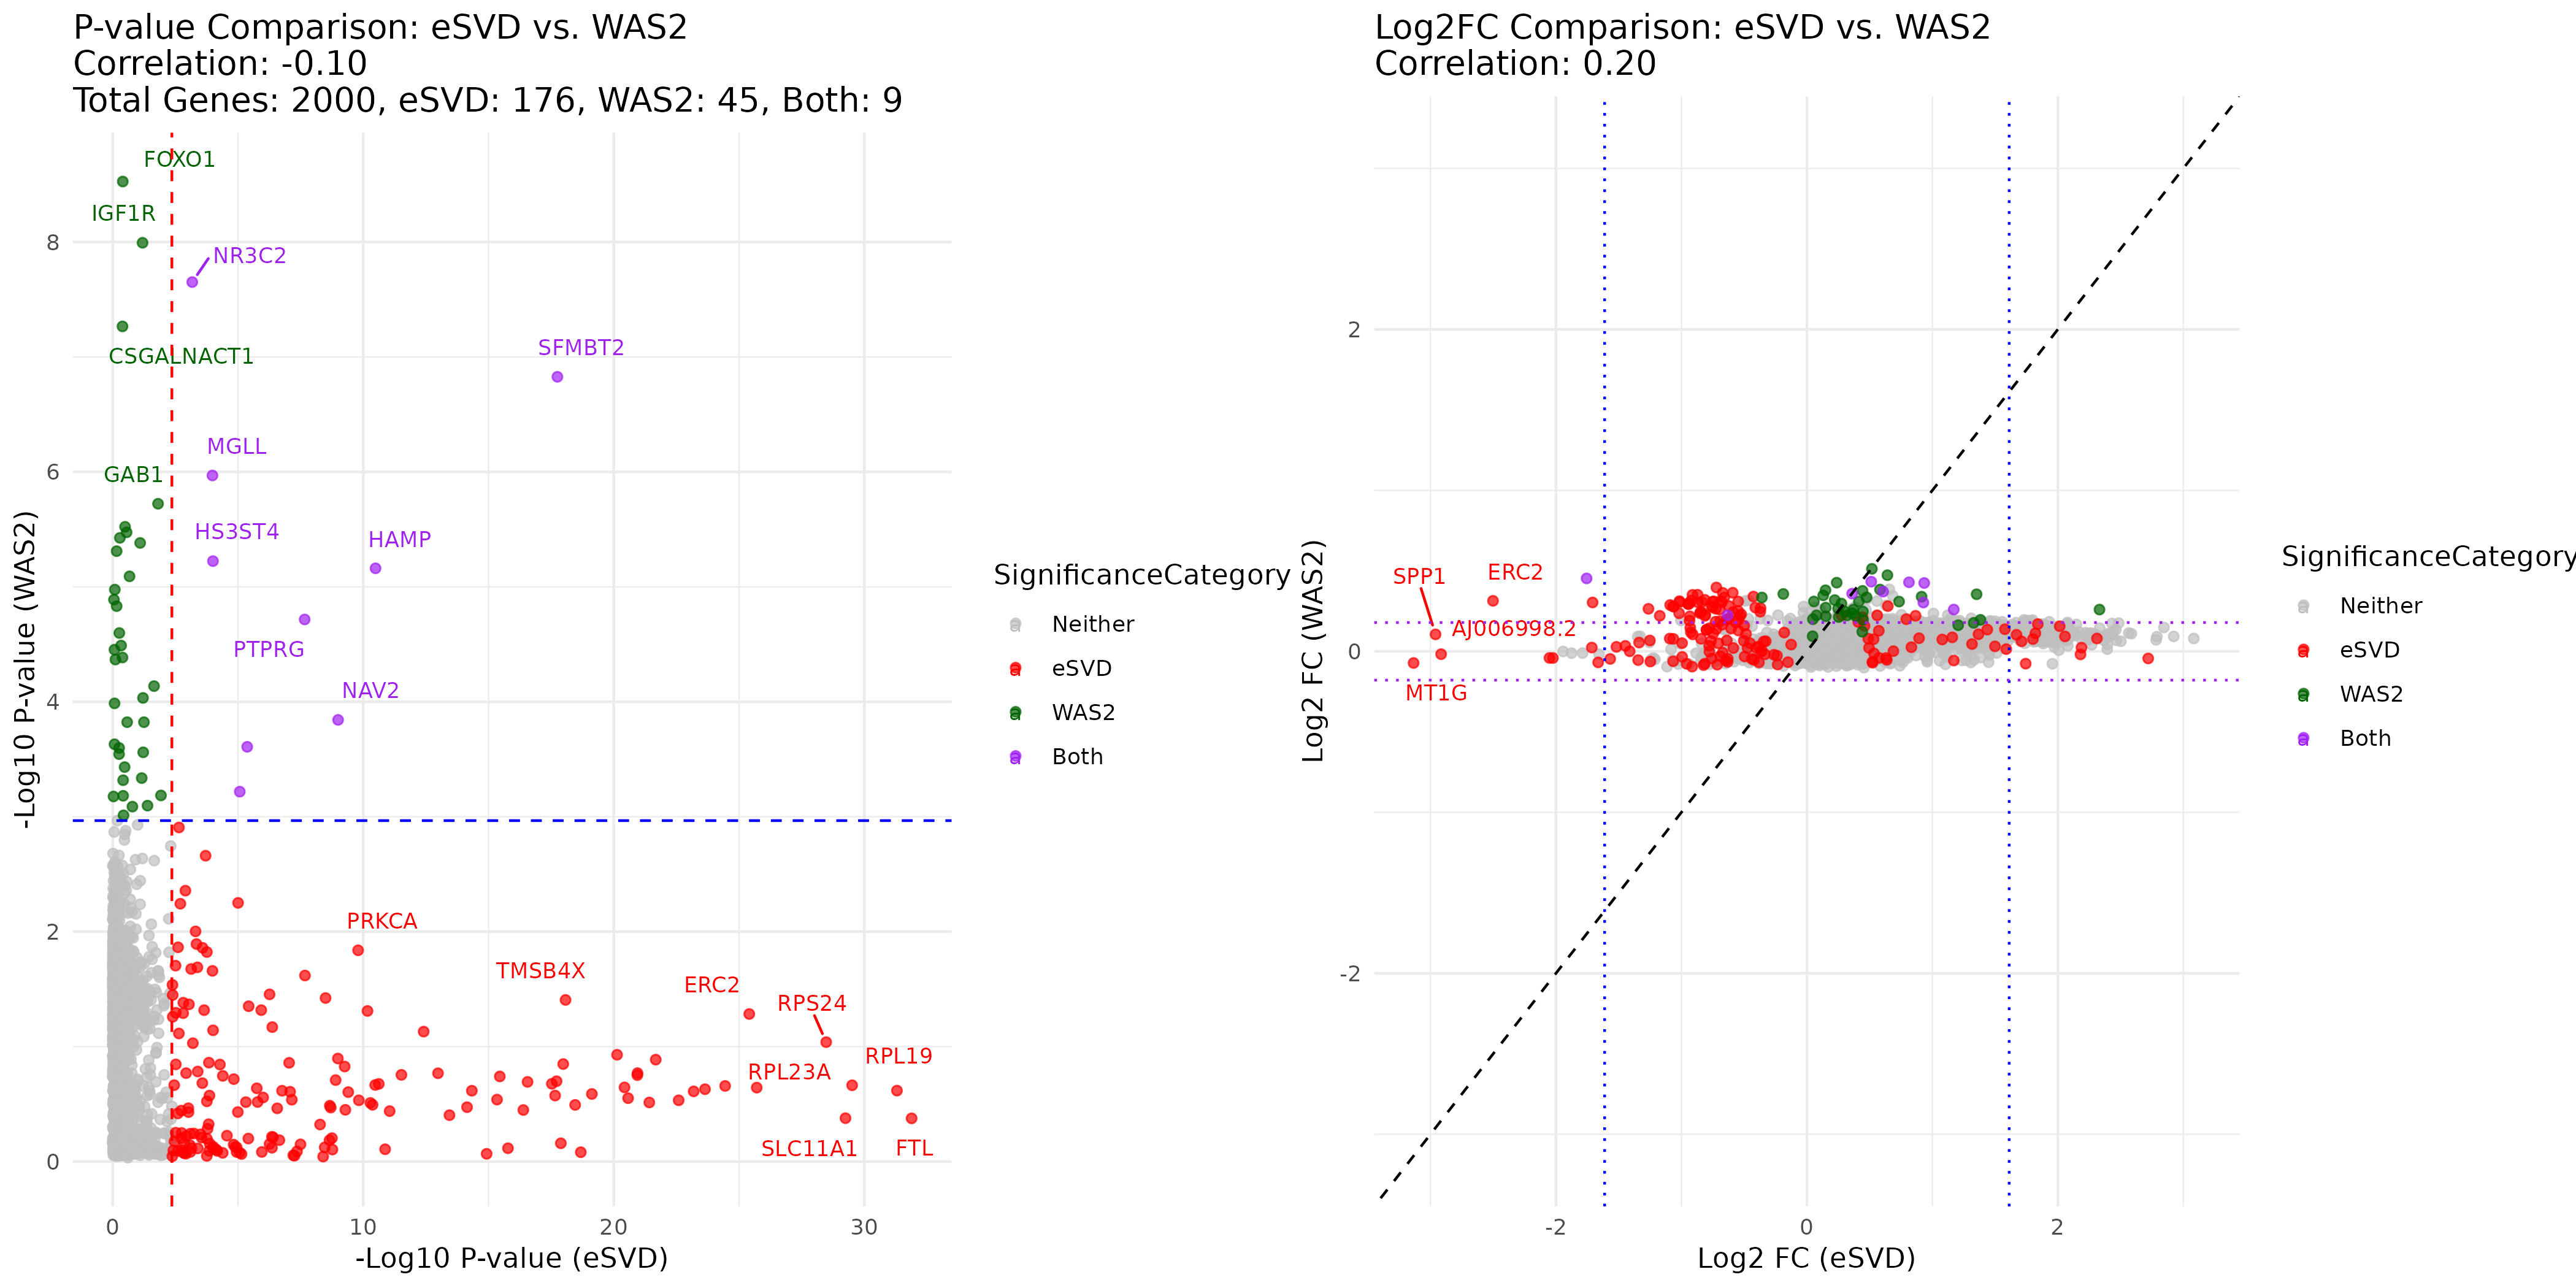 P-value Comparison: eSVD vs. WAS2
Correlation: -0.10
Total Genes: 2000, eSVD: 176, WAS2: 45, Both: 9
-Log10 P-value (WAS2)
8
6
4
2
0
FOXO1
IGF1R
NR3C2
CSGALNACT1
SFMBT2
MGLL
GAB1
HS3ST4
HAMP
PTPRG
NAV2
PRKCA
TMSB4X
ERC2
RPS24
RPL19
RPL23A
SLC11A1
FTL
0
10
20
30
-Log10 P-value (eSVD)
SignificanceCategory
Neither
eSVD
WAS2
Both
Log2FC Comparison: eSVD vs. WAS2
Correlation: 0.20
Log2 FC (WAS2)
2
0
-2
SPP1
ERC2
AJ006998.2
MT1G
-2
0
2
Log2 FC (eSVD)
SignificanceCategory
Neither
eSVD
WAS2
Both